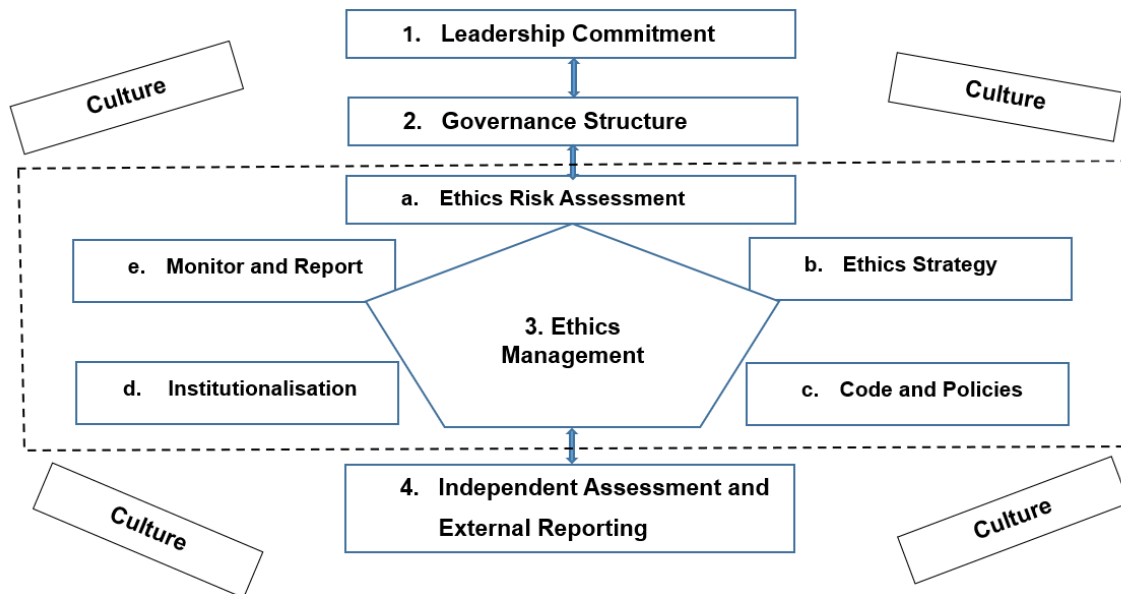 1. Leadership Commitment
Culture
Culture
2. Governance Structure
a. Ethics Risk Assessment
e. Monitor and Report
b. Ethics Strategy
3. Ethics
Management
d. Institutionalisation
c. Code and Policies
4. Independent Assessment and
External Reporting
Culture
Culture